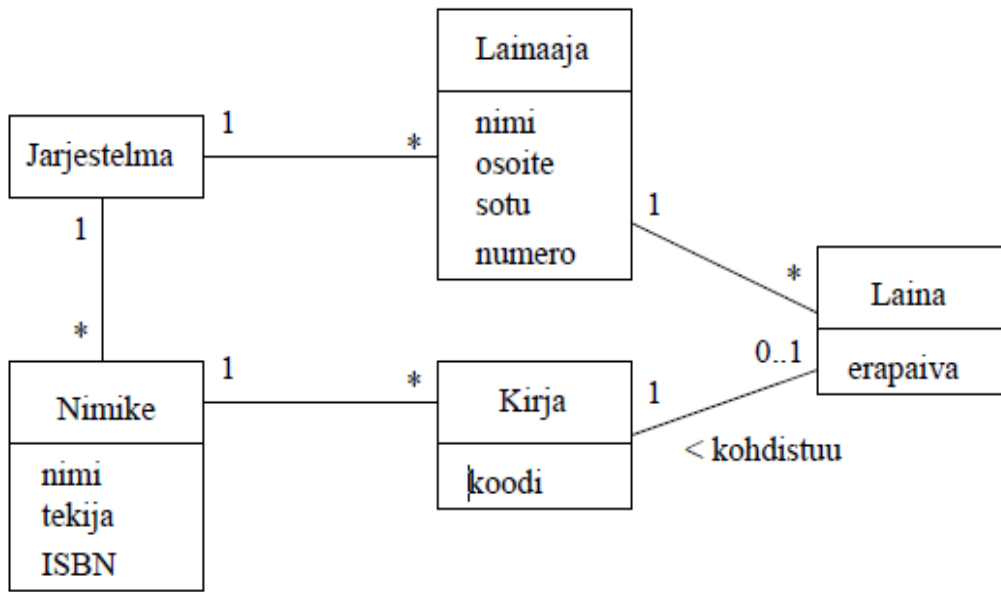 Jarjestelma
1
*
Lainaaja
nimi
osoite
sotu
numero
1
*
Laina
erapaiva
1
*
Nimike
nimi
tekija
ISBN
1
*
Kirja
koodi
1
0..1
< kohdistuu